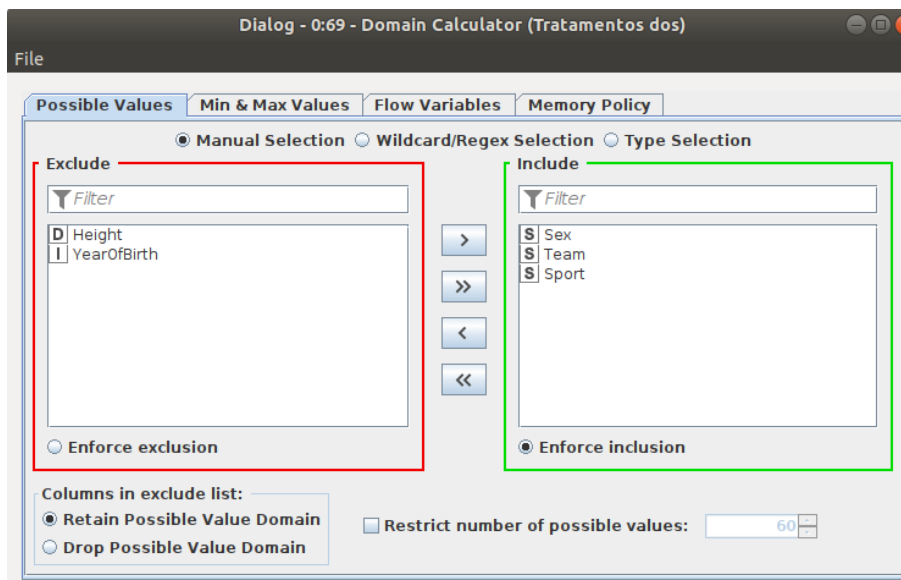 Dialog - 0:69 - Domain Calculator (Tratamentos dos)
File
Possible Values Min & Max Values Flow Variables Memory Policy
Manual Selection Wildcard/Regex Selection Type Selection
Exclude Include
Filter Filter
D Height S Sex
I YearOfBirth S Team
S Sport
>
>>
<
<<
Enforce exclusion Enforce inclusion
Columns in exclude list:
Retain Possible Value Domain Restrict number of possible values: 60
Drop Possible Value Domain